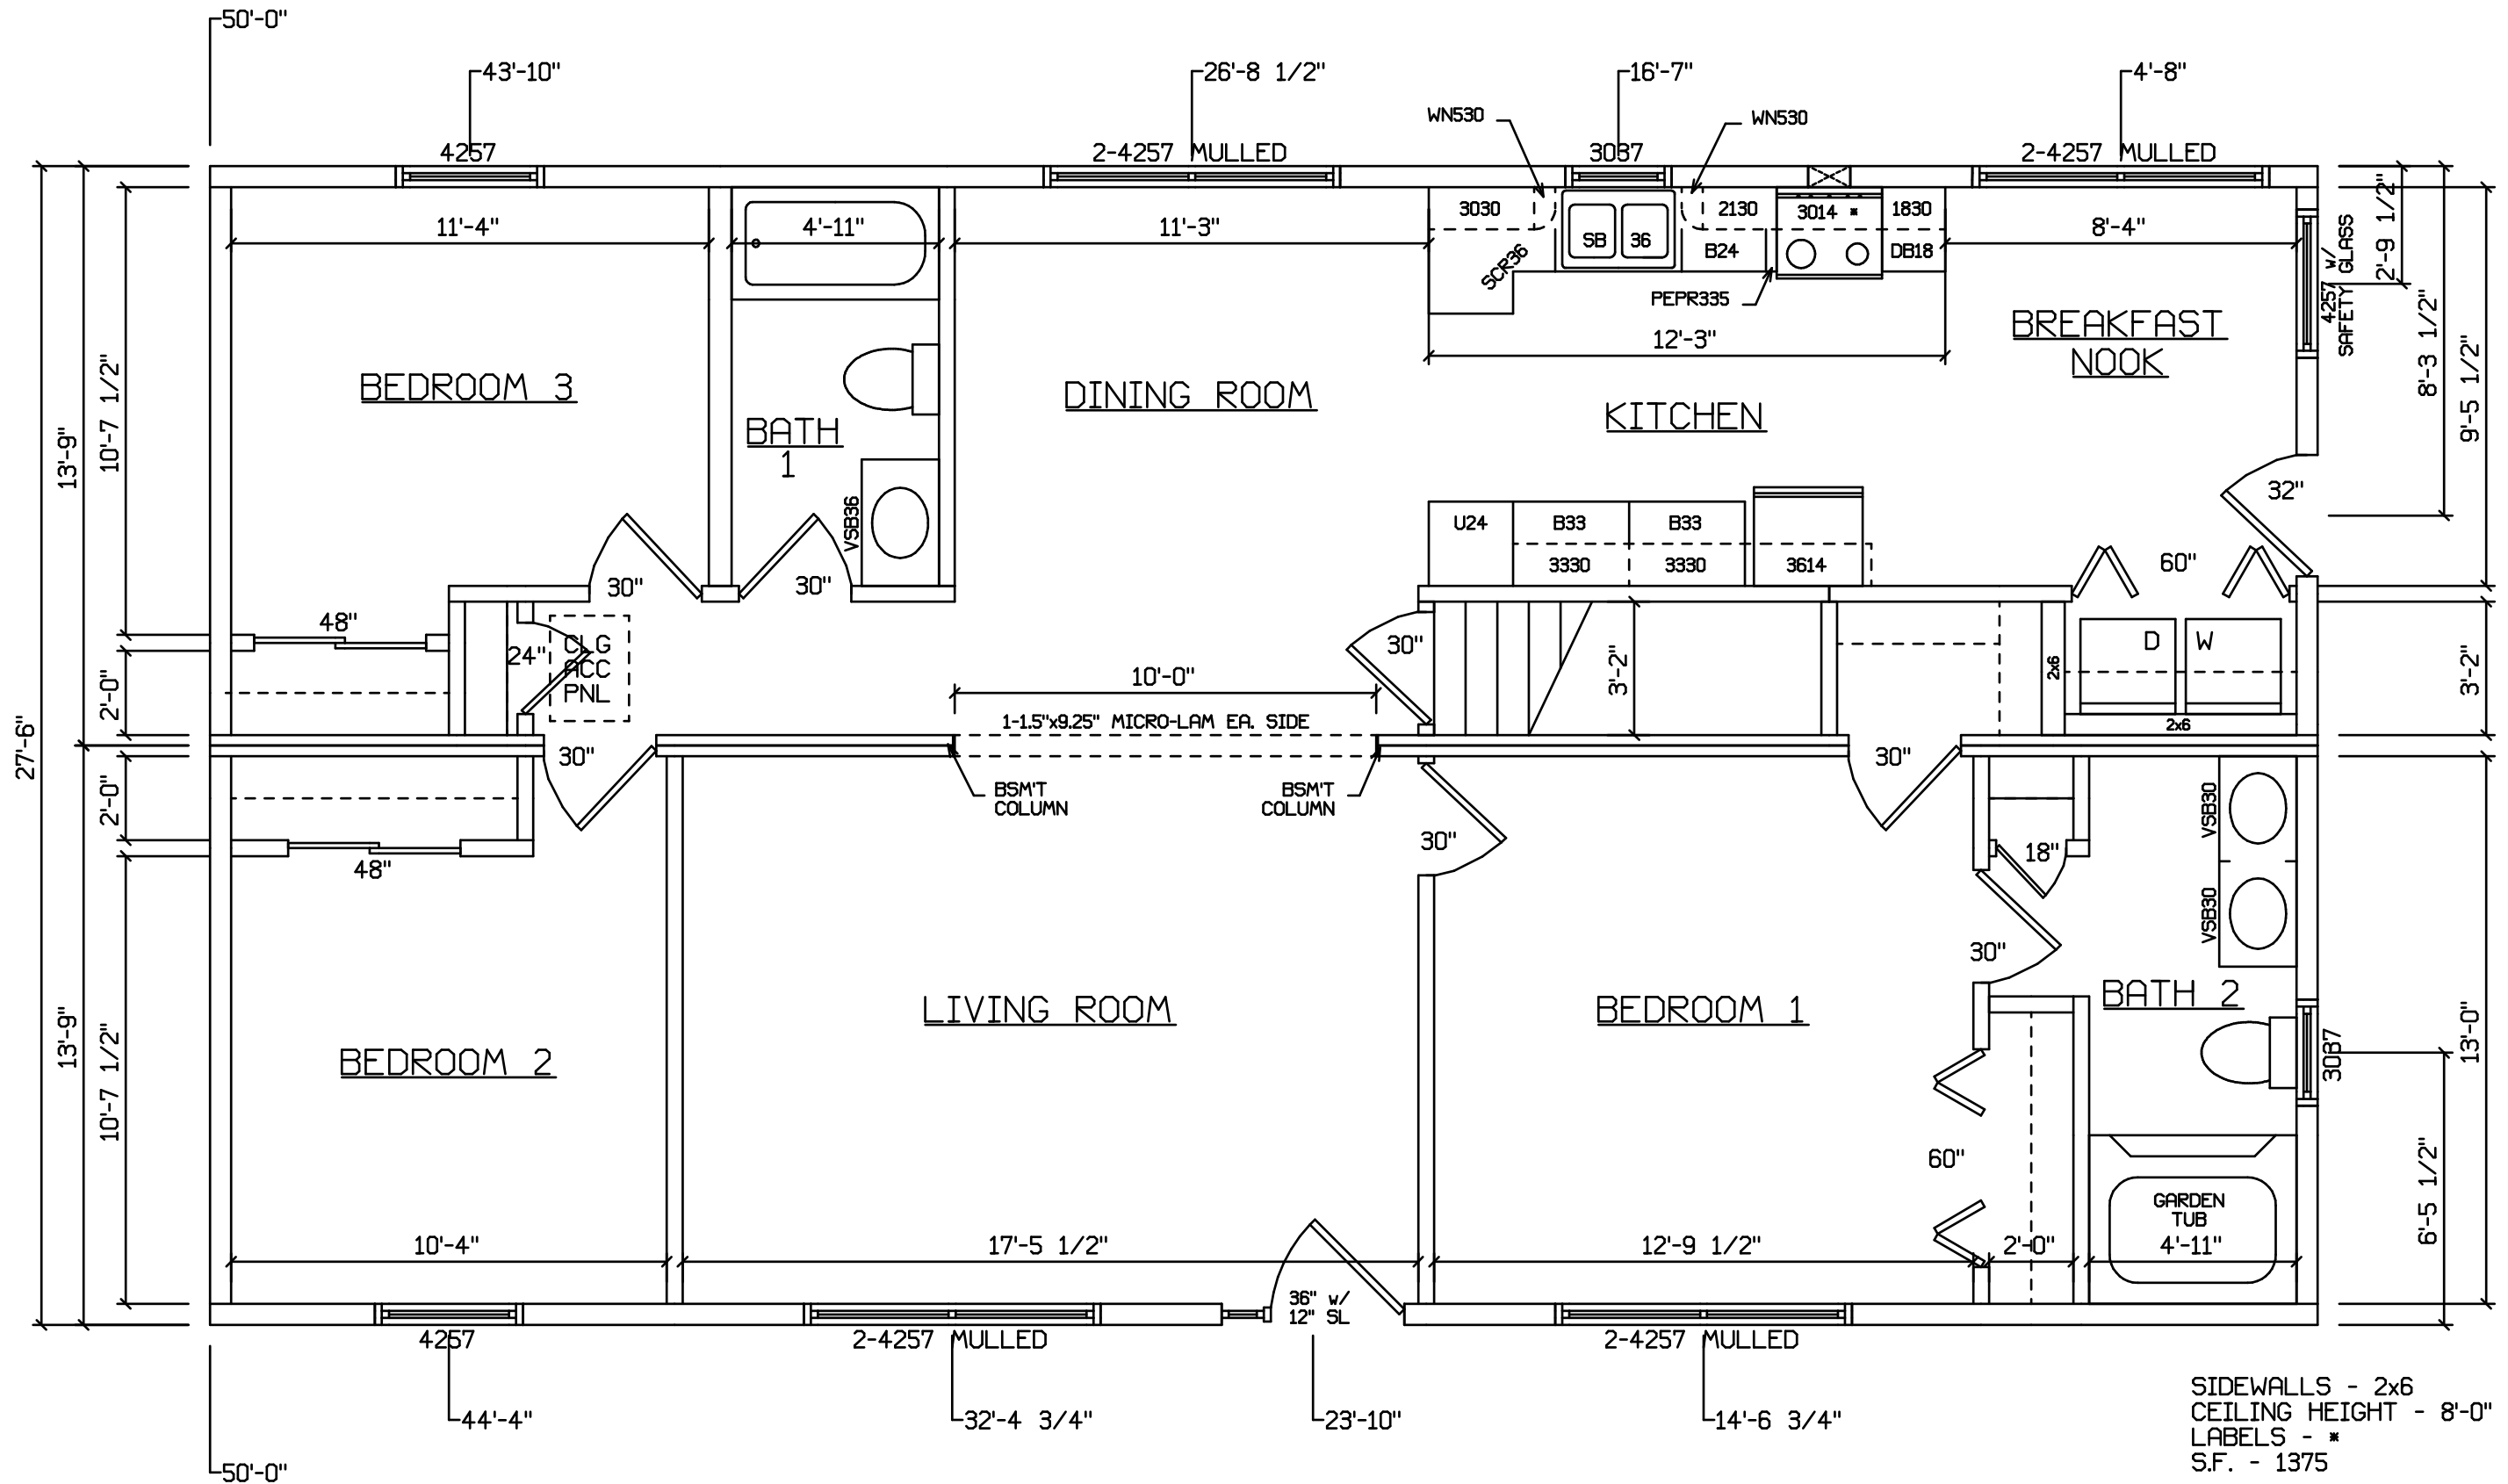 50'-0"
43'-10"
26'-8 1/2"
16'-7"
4'-8"
WN530
WN530
4257
2-4257 MULLED
3037
2-4257 MULLED
11'-4"
4'-11"
11'-3"
8'-4"
3030
SB 36
2130
3014 *
1830
B24
DB18
SCR36
PEPR335
12'-3"
4257 W/
SAFETY GLASS
2'-9 1/2"
8'-3 1/2"
9'-5 1/2"
BREAKFAST
NOOK
BEDROOM 3
BATH
1
DINING ROOM
KITCHEN
VSB36
13'-9"
10'-7 1/2"
27'-6"
32"
U24
B33
B33
3330
3330
3614
60"
30"
30"
48"
24"
CLG
ACC
PNL
30"
3'-2"
2x6
D W
3'-2"
2'-0"
10'-0"
1-1.5"x9.25" MICRO-LAM EA. SIDE
2x6
30"
30"
BSM'T
COLUMN
BSM'T
COLUMN
2'-0"
48"
30"
18"
VSB30
VSB30
30"
LIVING ROOM
BEDROOM 1
BATH 2
BEDROOM 2
13'-9"
10'-7 1/2"
3037
13'-0"
6'-5 1/2"
60"
GARDEN
TUB
10'-4"
17'-5 1/2"
12'-9 1/2"
2'-0"
4'-11"
36" W/
12" SL
4257
2-4257 MULLED
2-4257 MULLED
44'-4"
32'-4 3/4"
23'-10"
14'-6 3/4"
50'-0"
SIDEWALLS - 2x6
CEILING HEIGHT - 8'-0"
LABELS - *
S.F. - 1375